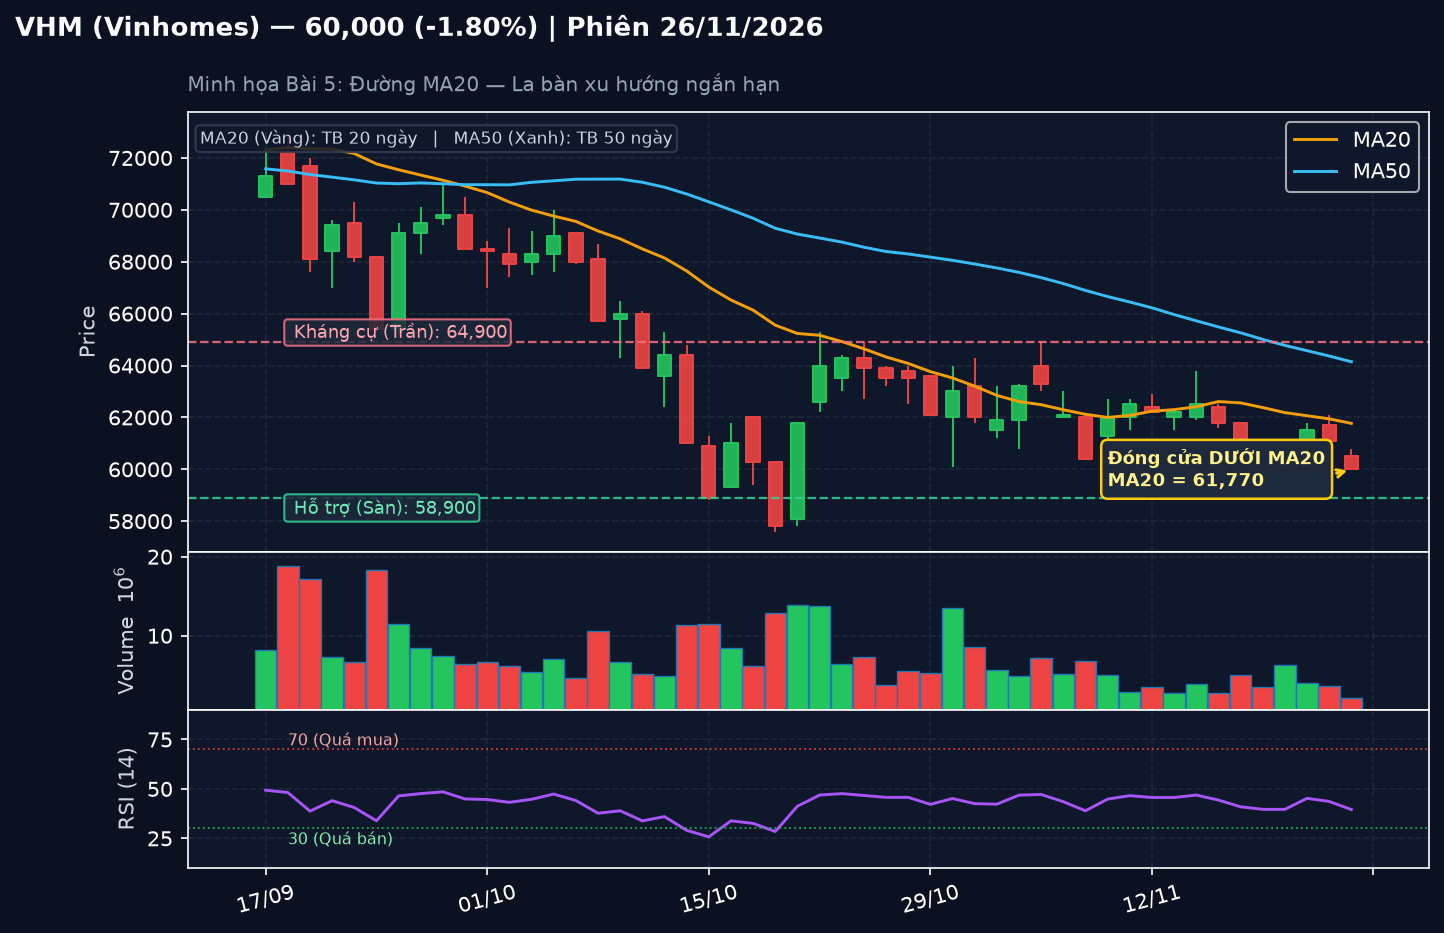 VHM (Vinhomes) — 60,000 (-1.80%) | Phiên 26/11/2026
Minh họa Bài 5: Đường MA20 — La bàn xu hướng ngắn hạn
MA20 (Vàng): TB 20 ngày | MA50 (Xanh): TB 50 ngày
MA20
MA50
Price
72000
70000
68000
66000
64000
62000
60000
58000
Kháng cự (Trần): 64,900
Hỗ trợ (Sàn): 58,900
Đóng cửa DƯỚI MA20
MA20 = 61,770
Volume 10⁶
20
10
RSI (14)
75
50
25
70 (Quá mua)
30 (Quá bán)
17/09
01/10
15/10
29/10
12/11